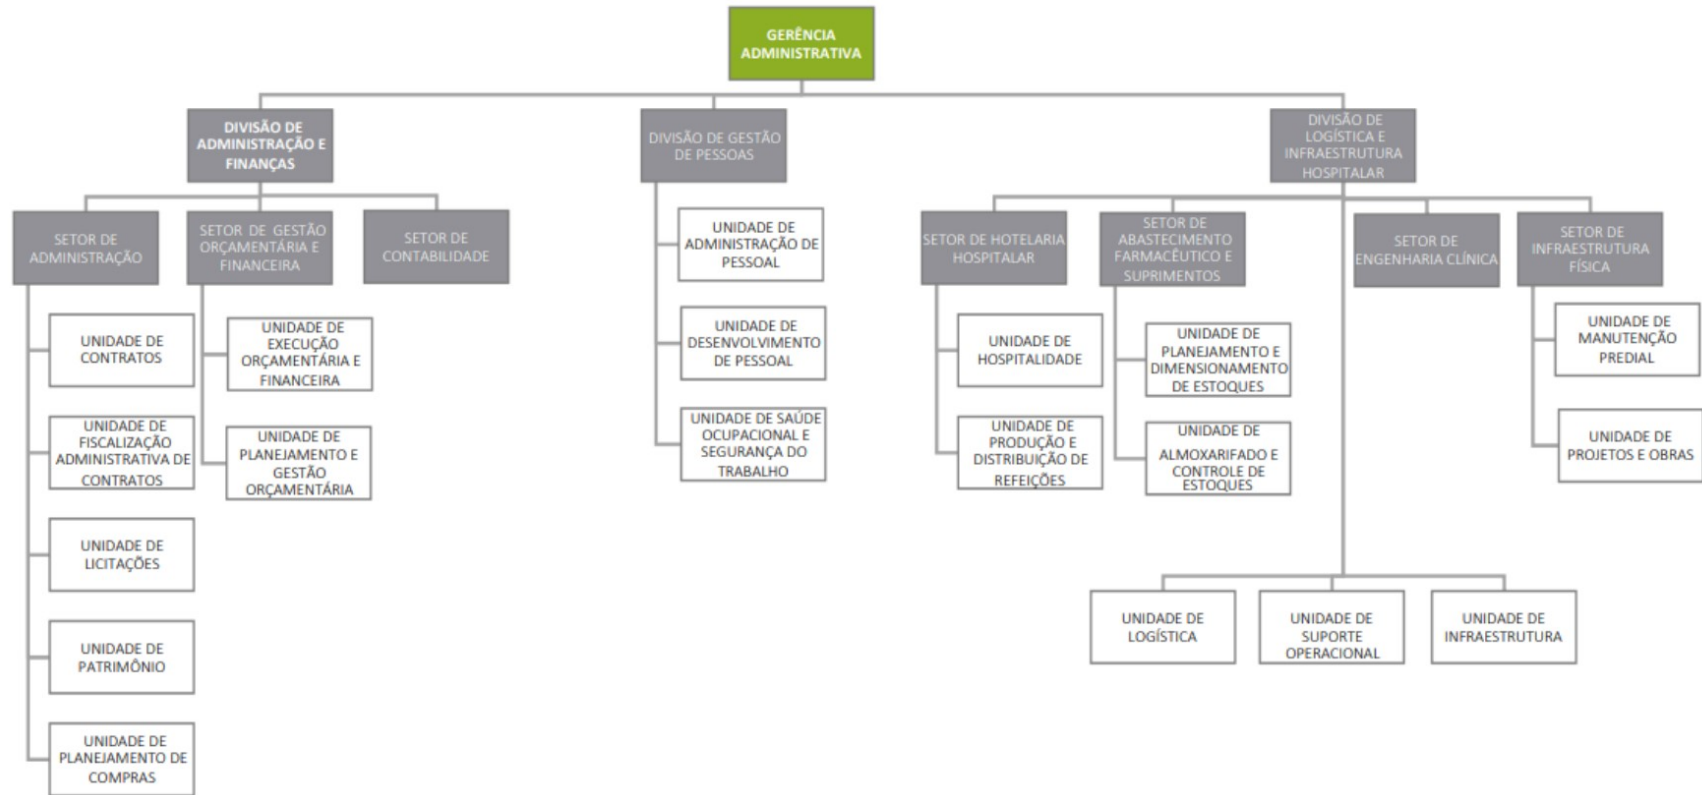 GERÊNCIA
ADMINISTRATIVA
DIVISÃO DE
ADMINISTRAÇÃO E
FINANÇAS
DIVISÃO DE GESTÃO
DE PESSOAS
DIVISÃO DE
LOGÍSTICA E
INFRAESTRUTURA
HOSPITALAR
SETOR DE
ADMINISTRAÇÃO
SETOR DE GESTÃO
ORÇAMENTÁRIA E
FINANCEIRA
SETOR DE
CONTABILIDADE
UNIDADE DE
CONTRATOS
UNIDADE DE
FISCALIZAÇÃO
ADMINISTRATIVA DE
CONTRATOS
UNIDADE DE
LICITAÇÕES
UNIDADE DE
PATRIMÔNIO
UNIDADE DE
PLANEJAMENTO DE
COMPRAS
UNIDADE DE
EXECUÇÃO
ORÇAMENTÁRIA E
FINANCEIRA
UNIDADE DE
PLANEJAMENTO E
GESTÃO
ORÇAMENTÁRIA
UNIDADE DE
ADMINISTRAÇÃO DE
PESSOAL
UNIDADE DE
DESENVOLVIMENTO
DE PESSOAL
UNIDADE DE SAÚDE
OCUPACIONAL E
SEGURANÇA DO
TRABALHO
SETOR DE HOTELARIA
HOSPITALAR
SETOR DE
ABASTECIMENTO
FARMACÊUTICO E
SUPRIMENTOS
SETOR DE
ENGENHARIA CLÍNICA
SETOR DE
INFRAESTRUTURA
FÍSICA
UNIDADE DE
HOSPITALIDADE
UNIDADE DE
PRODUÇÃO E
DISTRIBUIÇÃO DE
REFEIÇÕES
UNIDADE DE
PLANEJAMENTO E
DIMENSIONAMENTO
DE ESTOQUES
UNIDADE DE
ALMOXARIFADO E
CONTROLE DE
ESTOQUES
UNIDADE DE
MANUTENÇÃO
PREDIAL
UNIDADE DE
PROJETOS E OBRAS
UNIDADE DE
LOGÍSTICA
UNIDADE DE
SUPORTE
OPERACIONAL
UNIDADE DE
INFRAESTRUTURA